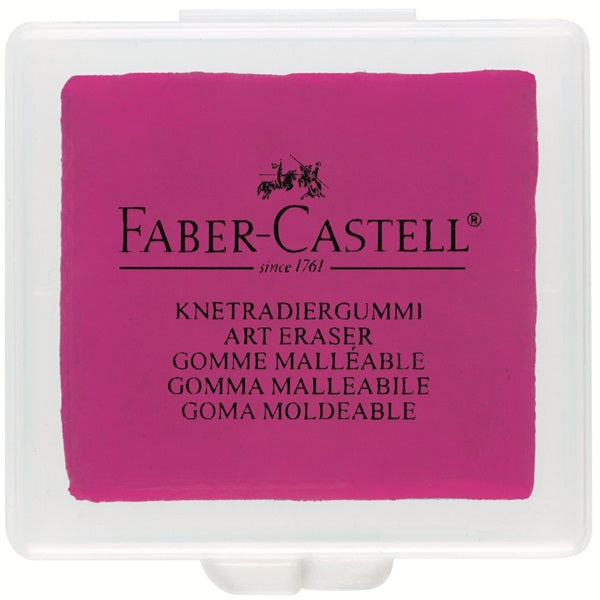 FABER-CASTELL®
since 1761
KNETRADIERGUMMI
ART ERASER
GOMME MALLÉABLE
GOMMA MALLEABILE
GOMA MOLDEABLE